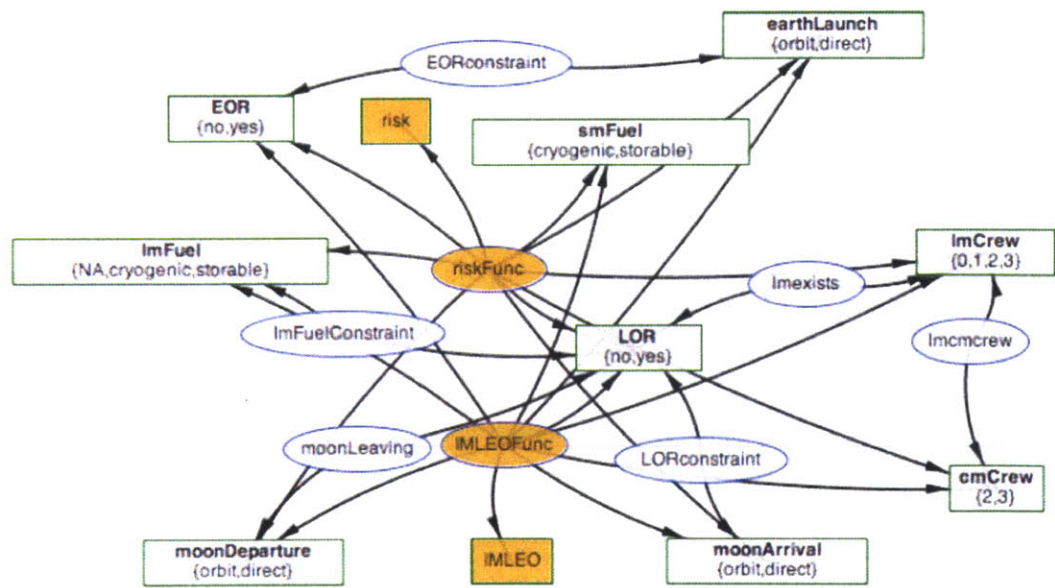 earthLaunch
{orbit,direct}
EORconstraint
EOR
{no,yes}
risk
smFuel
{cryogenic,storable}
lmFuel
{NA,cryogenic,storable}
riskFunc
lmCrew
{0,1,2,3}
lmexists
lmFuelConstraint
LOR
{no,yes}
lmcmcrew
moonLeaving
IMLEOFunc
LORconstraint
cmCrew
{2,3}
moonDeparture
{orbit,direct}
IMLEO
moonArrival
{orbit,direct}